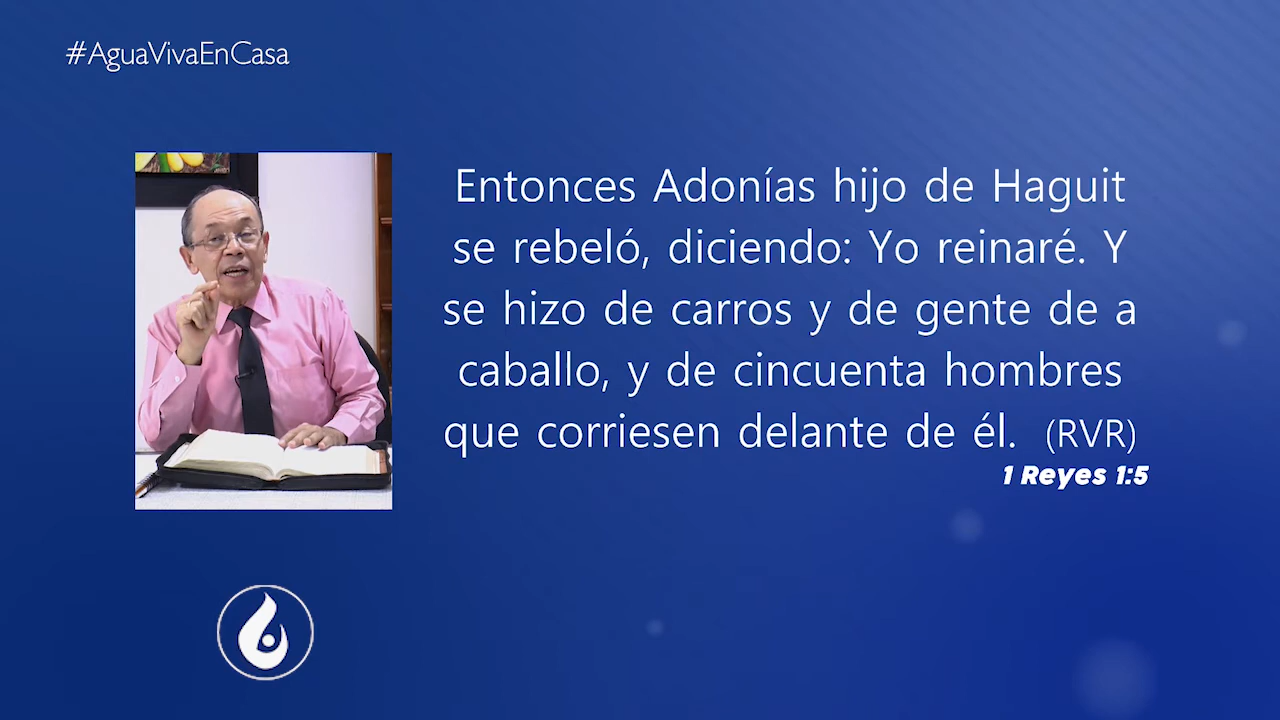 #AguaVivaEnCasa
Entonces Adonías hijo de Haguit
se rebeló, diciendo: Yo reinaré. Y
se hizo de carros y de gente de a
caballo, y de cincuenta hombres
que corriesen delante de él. (RVR)
1 Reyes 1:5